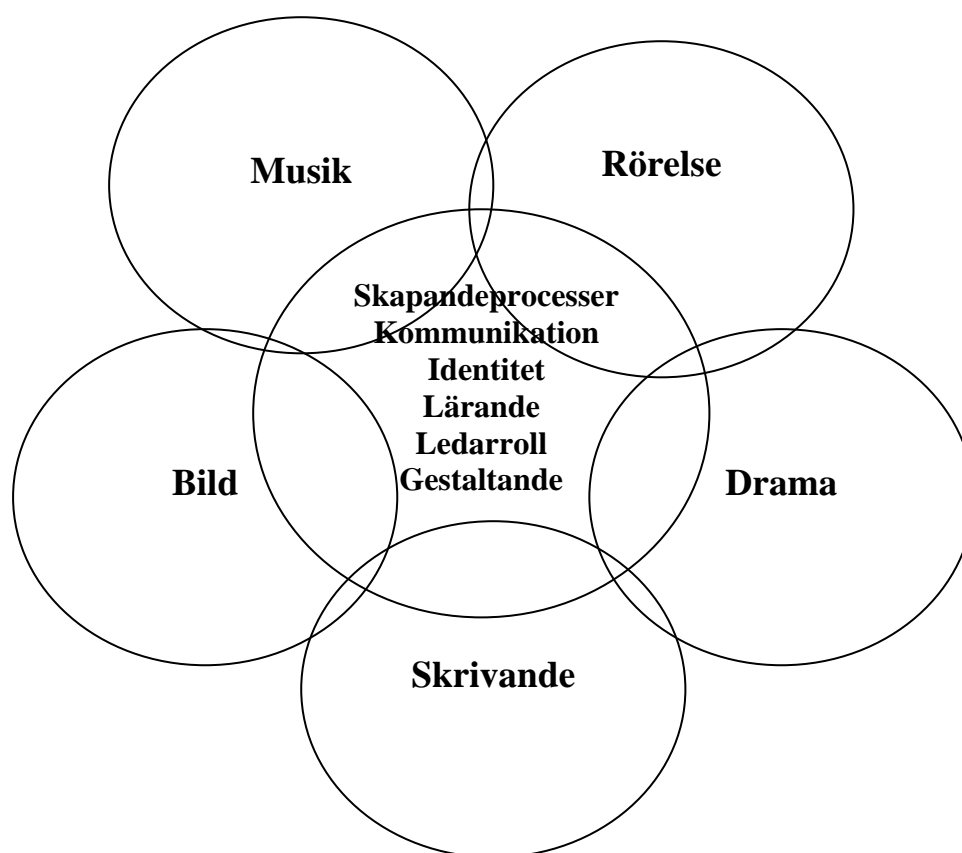 Musik
Rörelse
Skapandeprocesser
Kommunikation
Identitet
Lärande
Ledarroll
Gestaltande
Bild
Drama
Skrivande